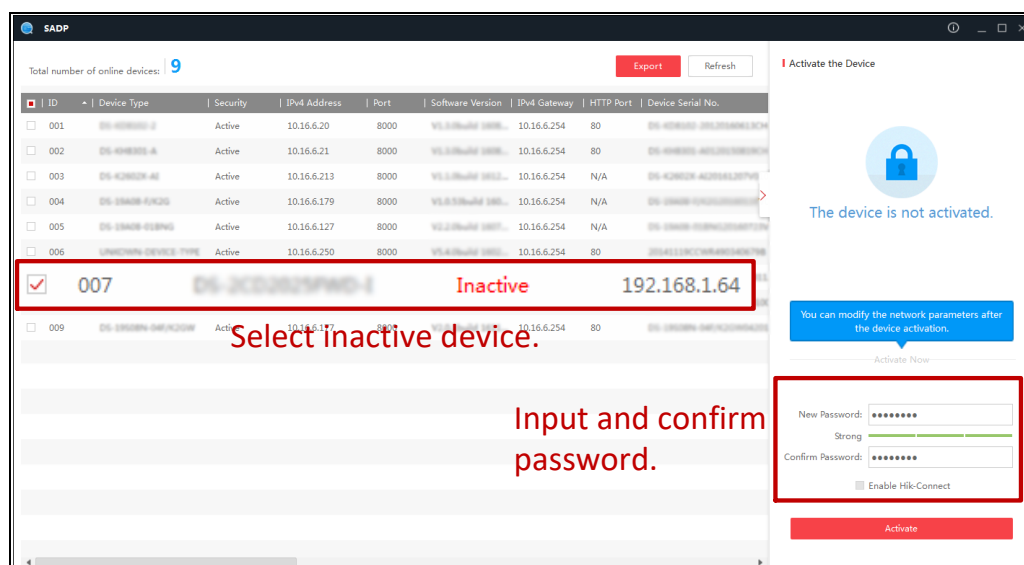 SADP
Total number of online devices: 9
Export Refresh
ID Device Type Security IPv4 Address Port Software Version IPv4 Gateway HTTP Port Device Serial No.
001 Active 10.16.6.20 8000 10.16.6.254 80
002 Active 10.16.6.21 8000 10.16.6.254 80
003 Active 10.16.6.213 8000 10.16.6.254 N/A
004 Active 10.16.6.179 8000 10.16.6.254 N/A
005 Active 10.16.6.127 8000 10.16.6.254 N/A
006 Active 10.16.6.250 8000 10.16.6.254 80
007 Inactive 192.168.1.64
009 Active 10.16.6.254 80
Select inactive device.
Input and confirm
password.
Activate the Device
The device is not activated.
You can modify the network parameters after
the device activation.
Activate Now
New Password: ●●●●●●●●
Strong
Confirm Password: ●●●●●●●●
Enable Hik-Connect
Activate